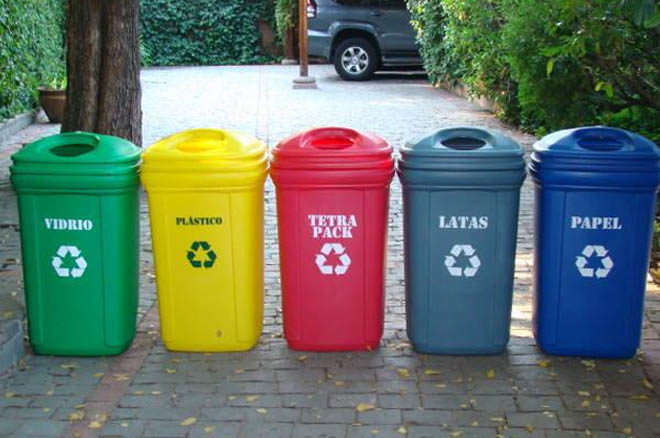 VIDRIO
PLÁSTICO
TETRA
PACK
LATAS
PAPEL